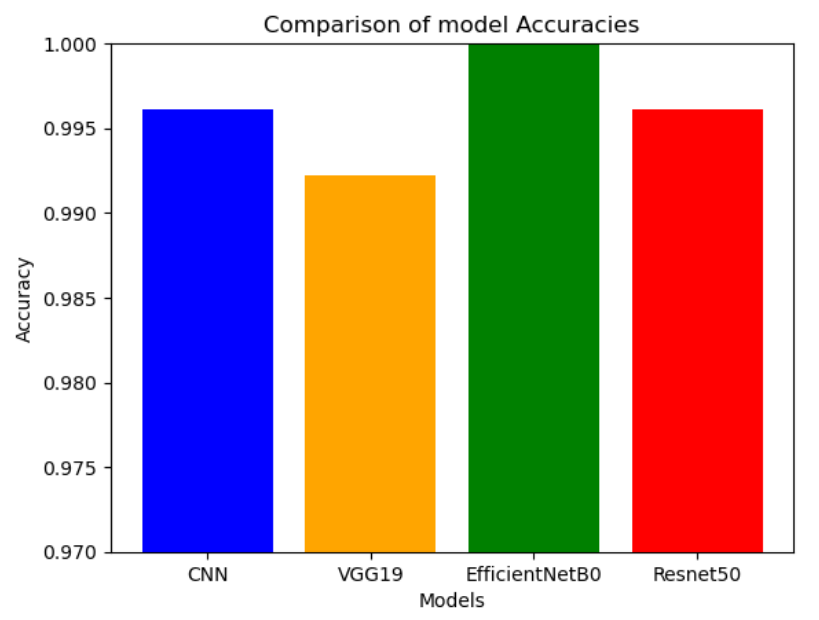 Comparison of model Accuracies
1.000
0.995
0.990
0.985
0.980
0.975
0.970
Accuracy
CNN VGG19 EfficientNetB0 Resnet50
Models